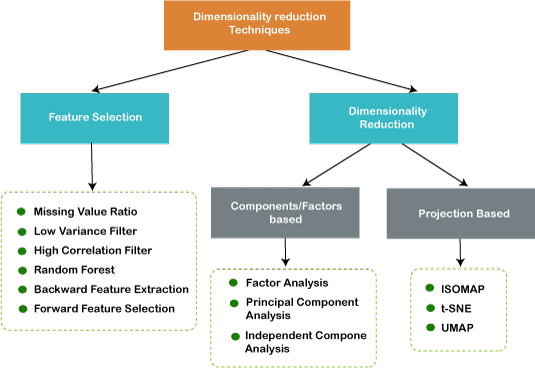 Dimensionality reduction
Techniques
Feature Selection
Dimensionality
Reduction
Components/Factors
based
Projection Based
Missing Value Ratio
Low Variance Filter
High Correlation Filter
Random Forest
Backward Feature Extraction
Forward Feature Selection
Factor Analysis
Principal Component
Analysis
Independent Compone
Analysis
ISOMAP
t-SNE
UMAP